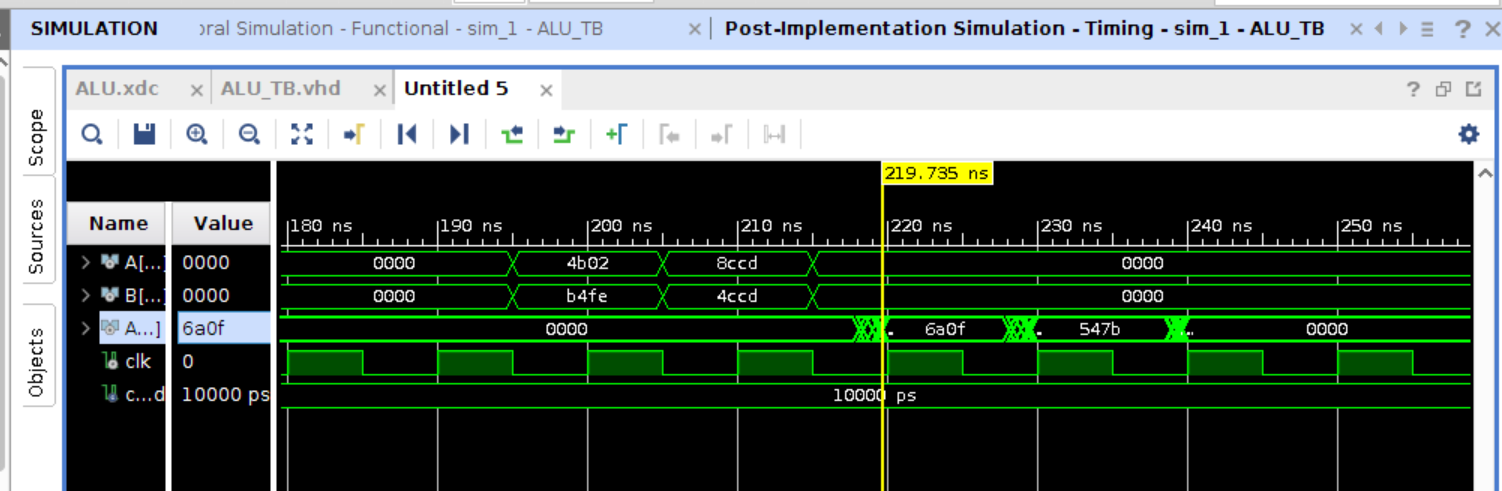 SIMULATION oral Simulation - Functional - sim_1 - ALU_TB × Post-Implementation Simulation - Timing - sim_1 - ALU_TB × ?
ALU.xdc × ALU_TB.vhd × Untitled 5 × ?
Scope
Sources
Objects
219.735 ns
Name Value 180 ns 190 ns 200 ns 210 ns 220 ns 230 ns 240 ns 250 ns
A[...] 0000 0000 4b02 8ccd 0000
B[...] 0000 0000 b4fe 4ccd 0000
A...] 6a0f 0000 6a0f 547b 0000
clk 0
c...d 10000 ps 10000 ps